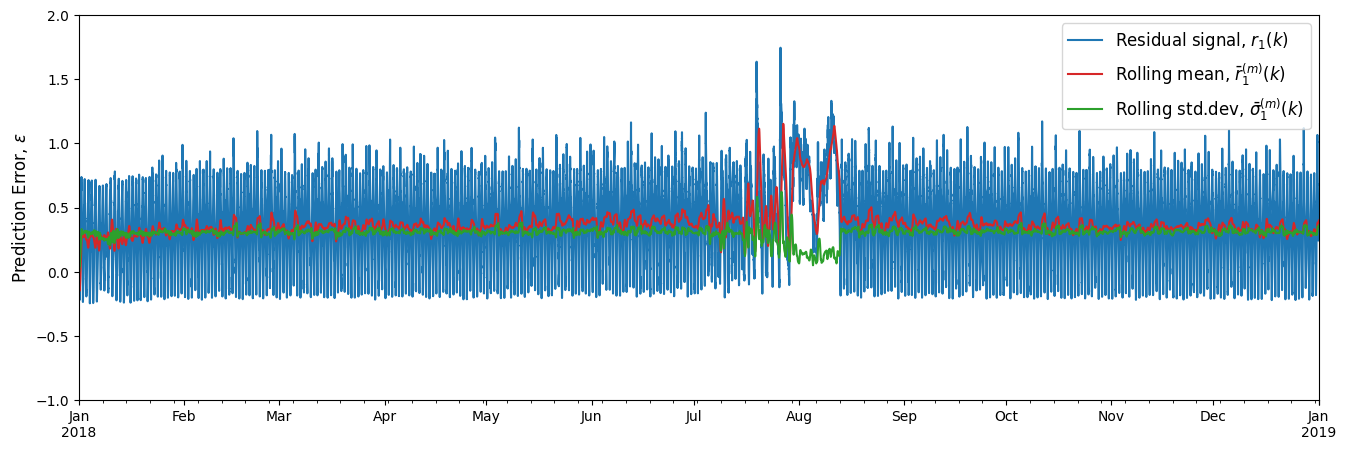 Prediction Error, ε
2.0
1.5
1.0
0.5
0.0
−0.5
−1.0
Residual signal, r₁(k)
Rolling mean, r̄₁⁽ᵐ⁾(k)
Rolling std.dev, σ̄₁⁽ᵐ⁾(k)
Jan Feb Mar Apr May Jun Jul Aug Sep Oct Nov Dec Jan
2018 2019